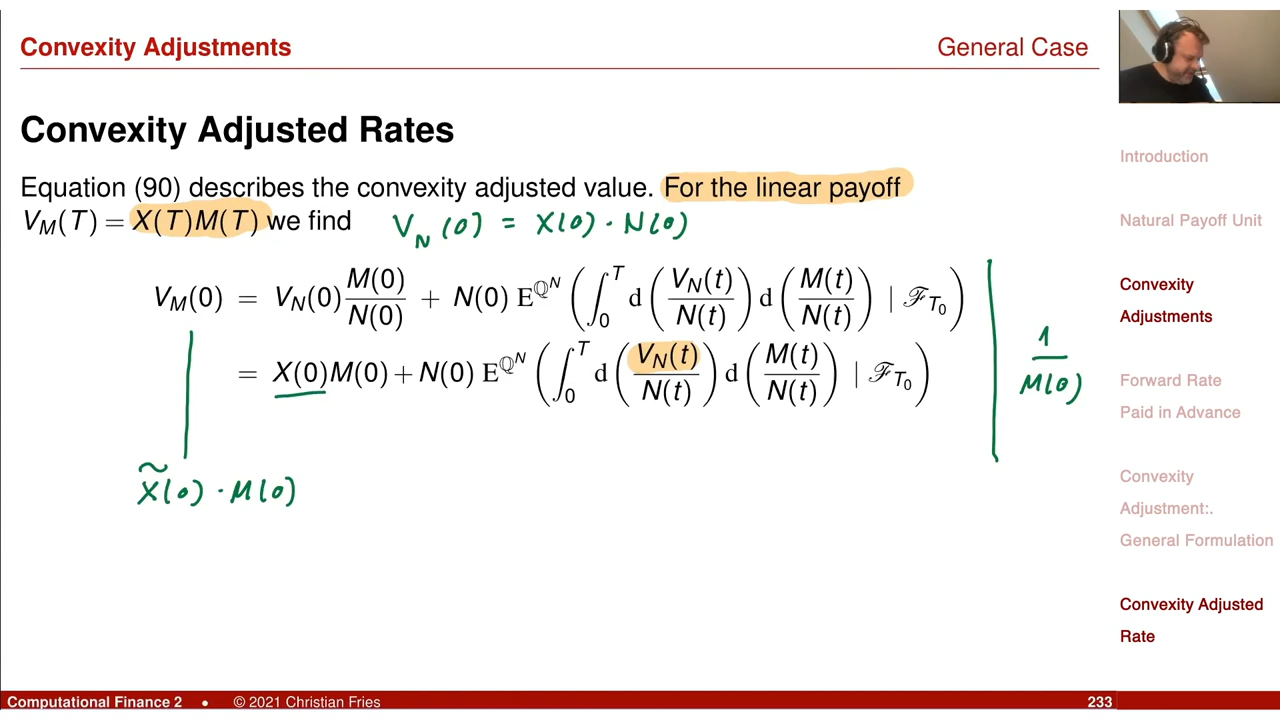 Convexity Adjustments
General Case
Convexity Adjusted Rates
Equation (90) describes the convexity adjusted value. For the linear payoff
V_M(T) = X(T)M(T) we find V_N(0) = X(0) · N(0)
V_M(0) = V_N(0) M(0)/N(0) + N(0) E^{ℚ^N} ( ∫_0^T d ( V_N(t)/N(t) ) d ( M(t)/N(t) ) | ℱ_{T_0} )
= X(0)M(0) + N(0) E^{ℚ^N} ( ∫_0^T d ( V_N(t)/N(t) ) d ( M(t)/N(t) ) | ℱ_{T_0} )
1/M(0)
X̃(0) · M(0)
Introduction
Natural Payoff Unit
Convexity
Adjustments
Forward Rate
Paid in Advance
Convexity
Adjustment:.
General Formulation
Convexity Adjusted
Rate
Computational Finance 2 • © 2021 Christian Fries
233